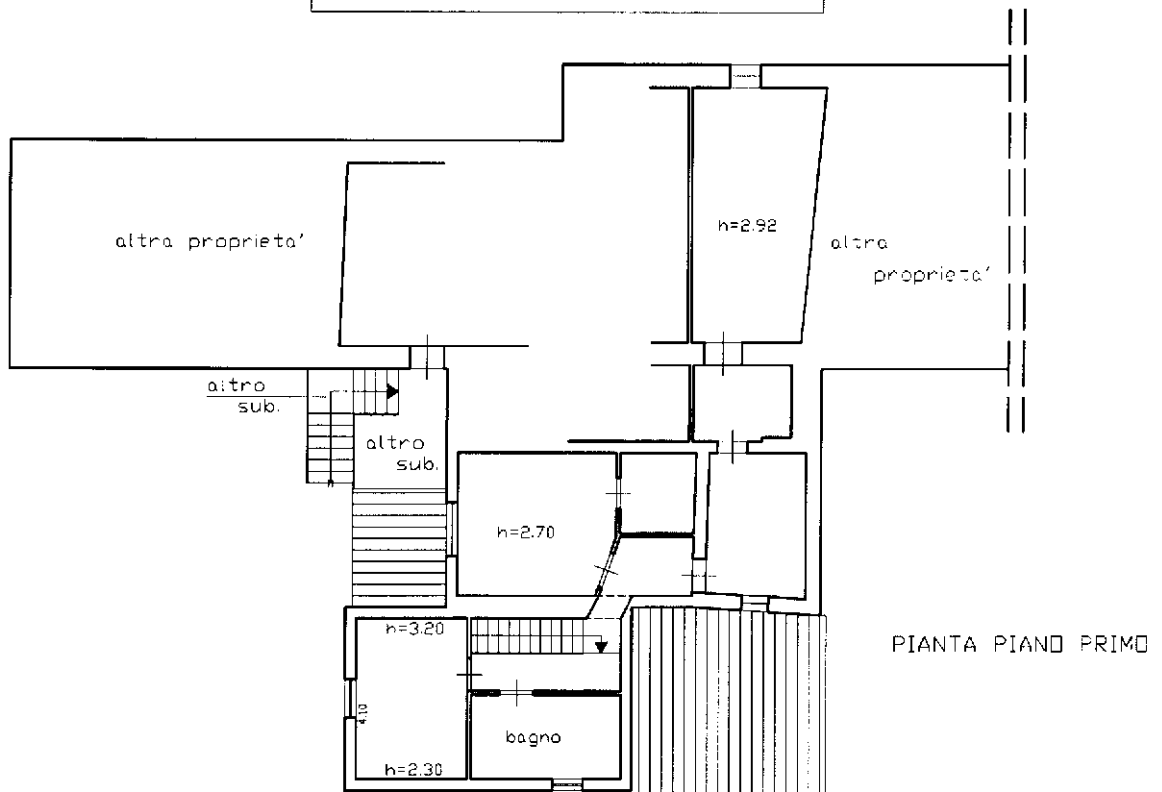 h=2.92
altra proprieta'
altra
proprieta'
altro
sub.
altro
sub.
h=2.70
h=3.20
PIANTA PIANO PRIMO
4.10
bagno
h=2.30